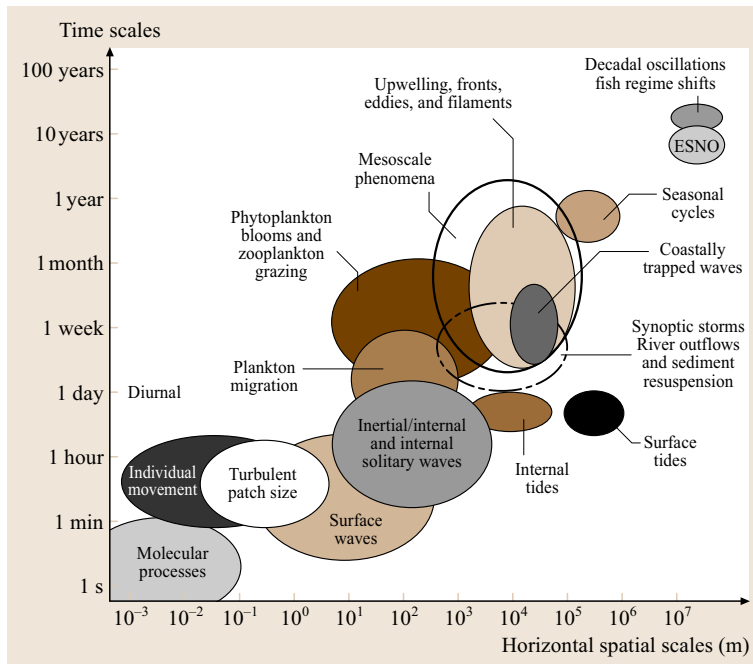 Time scales
100 years
10 years
1 year
1 month
1 week
1 day
1 hour
1 min
1 s
Decadal oscillations
fish regime shifts
ESNO
Upwelling, fronts,
eddies, and filaments
Mesoscale
phenomena
Seasonal
cycles
Phytoplankton
blooms and
zooplankton
grazing
Coastally
trapped waves
Synoptic storms
River outflows
and sediment
resuspension
Plankton
migration
Diurnal
Inertial/internal
and internal
solitary waves
Internal
tides
Surface
tides
Individual
movement
Turbulent
patch size
Surface
waves
Molecular
processes
10⁻³ 10⁻² 10⁻¹ 10⁰ 10¹ 10² 10³ 10⁴ 10⁵ 10⁶ 10⁷
Horizontal spatial scales (m)